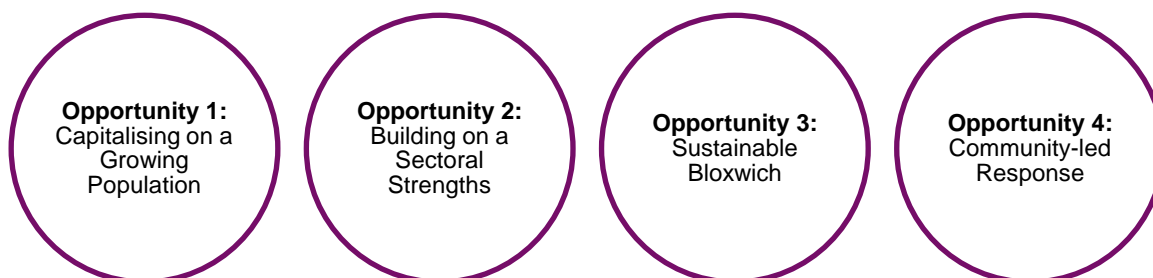 Opportunity 1:
Capitalising on a
Growing
Population
Opportunity 2:
Building on a
Sectoral
Strengths
Opportunity 3:
Sustainable
Bloxwich
Opportunity 4:
Community-led
Response